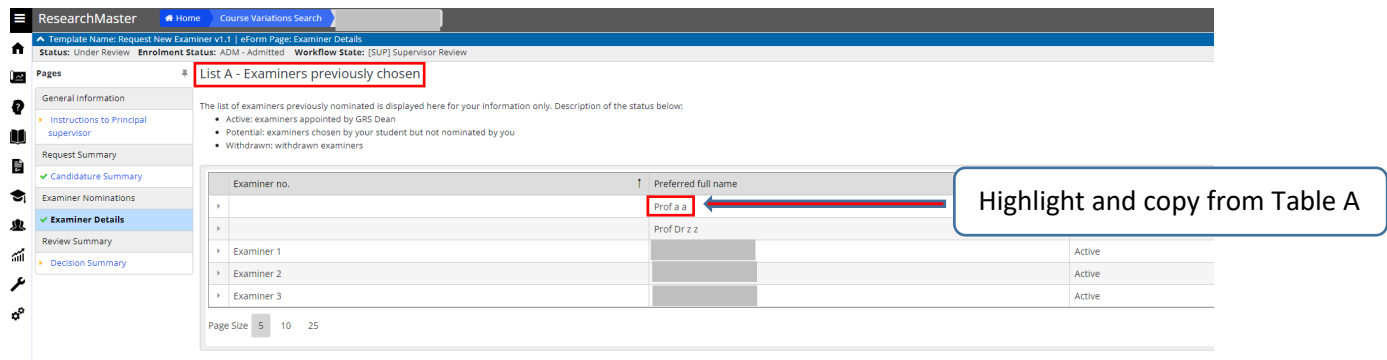 ResearchMaster
Home
Course Variations Search
Template Name: Request New Examiner v1.1 | eForm Page: Examiner Details
Status: Under Review Enrolment Status: ADM - Admitted Workflow State: [SUP] Supervisor Review
Pages
General Information
Instructions to Principal
supervisor
Request Summary
Candidature Summary
Examiner Nominations
Examiner Details
Review Summary
Decision Summary
List A - Examiners previously chosen
The list of examiners previously nominated is displayed here for your information only. Description of the status below:
• Active: examiners appointed by GRS Dean
• Potential: examiners chosen by your student but not nominated by you
• Withdrawn: withdrawn examiners
Examiner no. ↑ Preferred full name
Prof a a
Prof Dr z z
Examiner 1 Active
Examiner 2 Active
Examiner 3 Active
Page Size 5 10 25
Highlight and copy from Table A